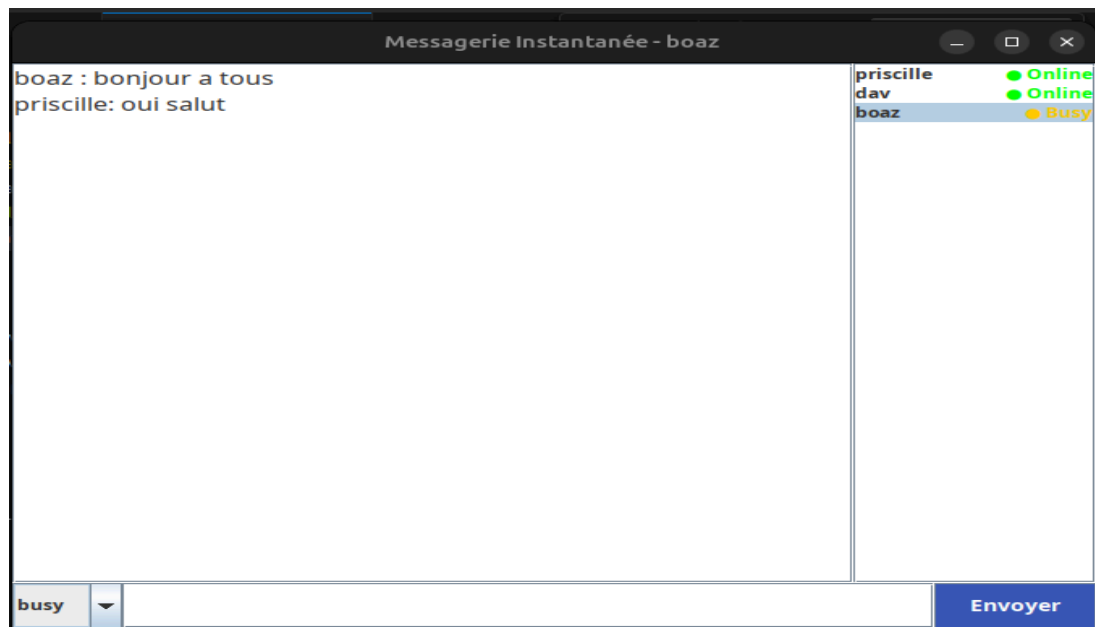 Messagerie Instantanée - boaz
boaz : bonjour a tous
priscille: oui salut
priscille ● Online
dav ● Online
boaz ● Busy
busy
Envoyer